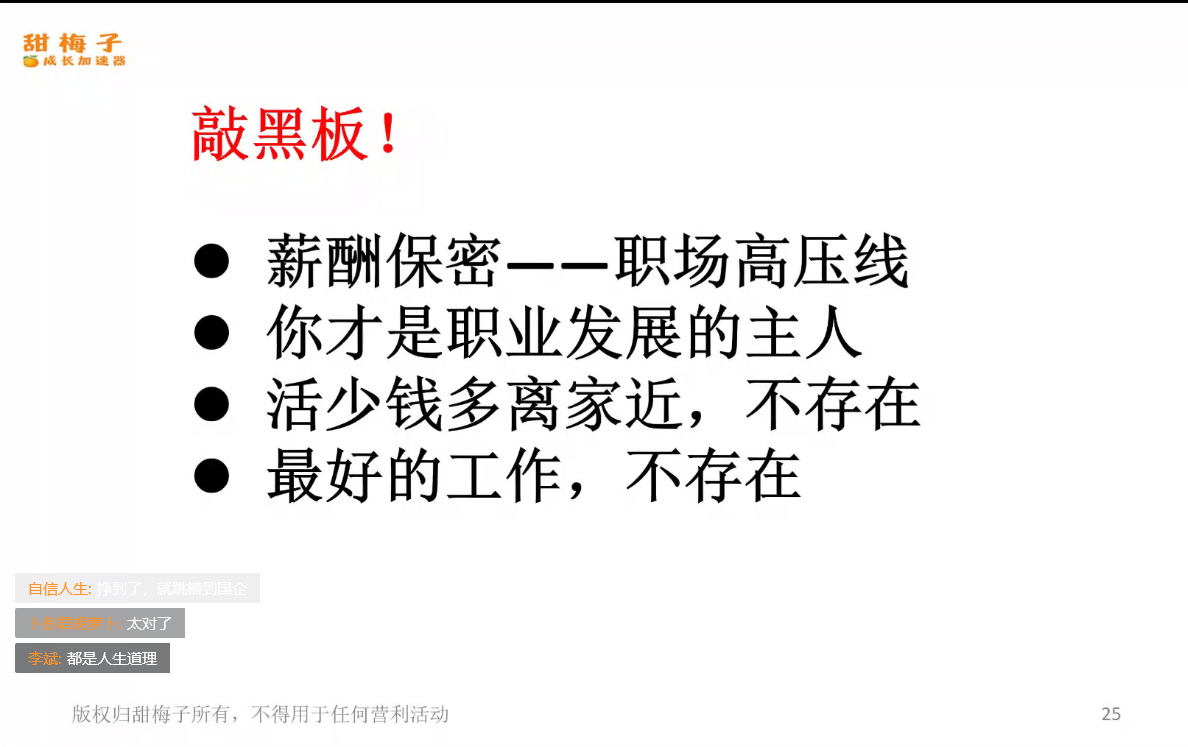 甜梅子
成长加速器
敲黑板！
● 薪酬保密——职场高压线
● 你才是职业发展的主人
● 活少钱多离家近，不存在
● 最好的工作，不存在
自信人生: 挣到了，就跳槽到国企
太对了
李斌: 都是人生道理
版权归甜梅子所有，不得用于任何营利活动
25